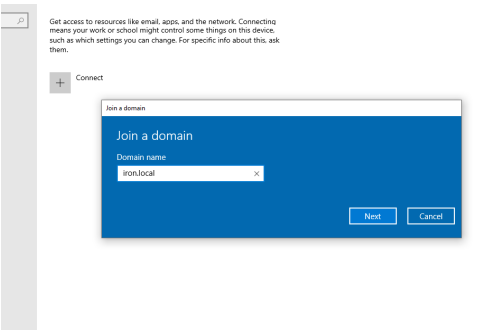 Get access to resources like email, apps, and the network. Connecting
means your work or school might control some things on this device,
such as which settings you can change. For specific info about this, ask
them.
Connect
Join a domain
Join a domain
Domain name
iron.local
Next Cancel